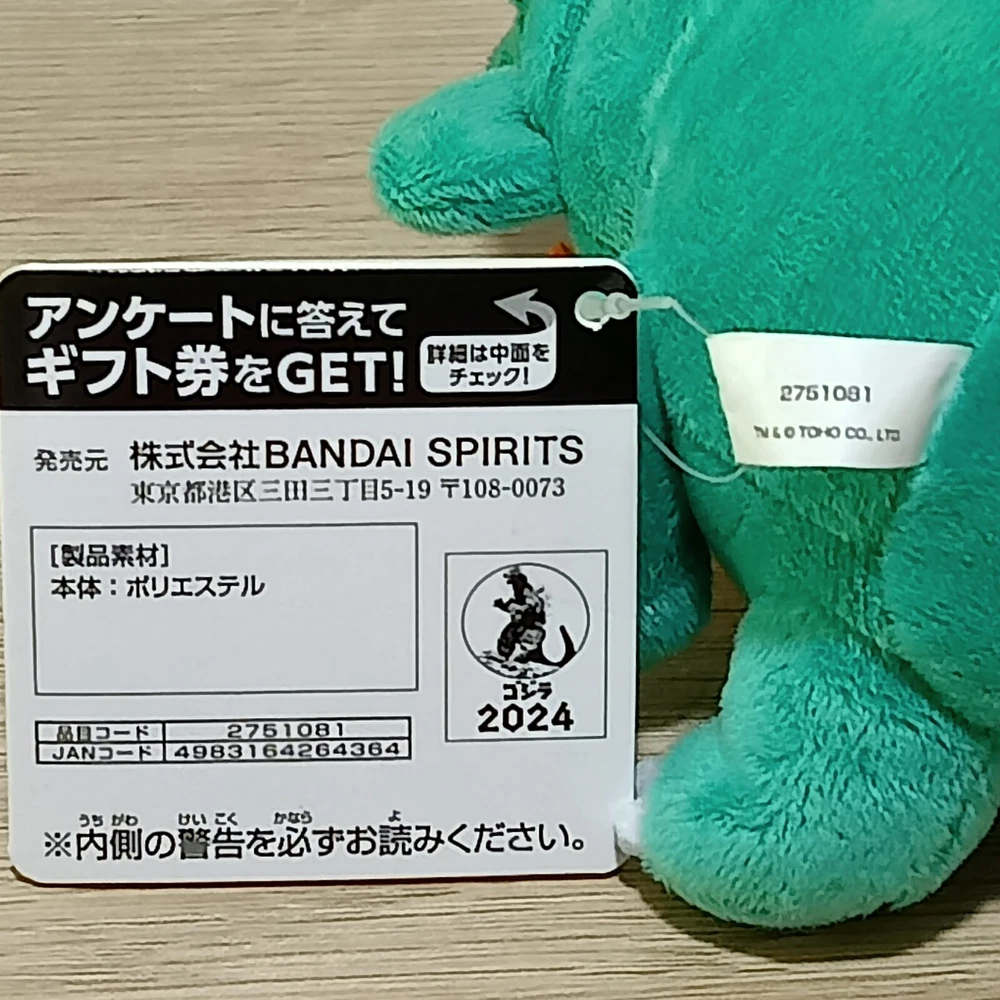 アンケートに答えて
ギフト券をGET!
詳細は中面を
チェック!
発売元 株式会社BANDAI SPIRITS
東京都港区三田三丁目5-19 〒108-0073
[製品素材]
本体:ポリエステル
ゴジラ
2024
品目コード 2751081
JANコード 4983164264364
うちがわ けいこく かなら よ
※内側の警告を必ずお読みください。
2751081
TM & © TOHO CO., LTD